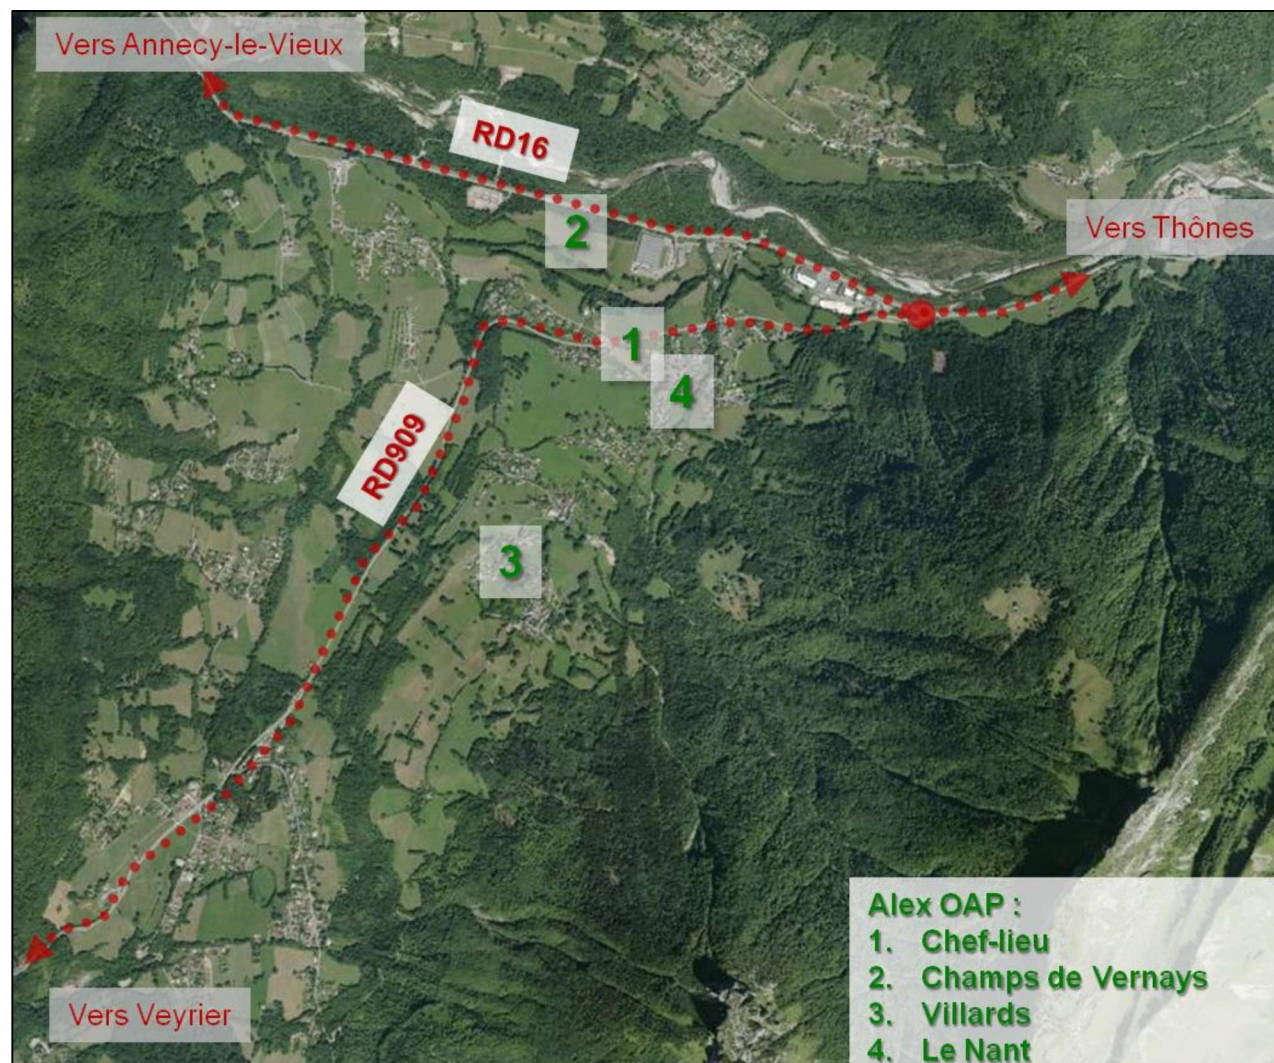 Vers Annecy-le-Vieux
RD16
2
Vers Thônes
1
4
RD909
3
Vers Veyrier
Alex OAP :
1. Chef-lieu
2. Champs de Vernays
3. Villards
4. Le Nant